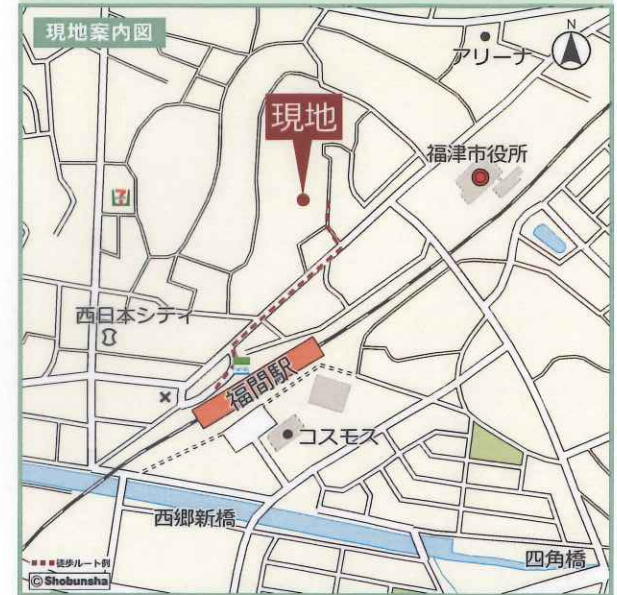 現地案内図
N
アリーナ
現地
福津市役所
7
西日本シティ
福間駅
コスモス
西郷新橋
四角橋
徒歩ルート例
© Shobunsha